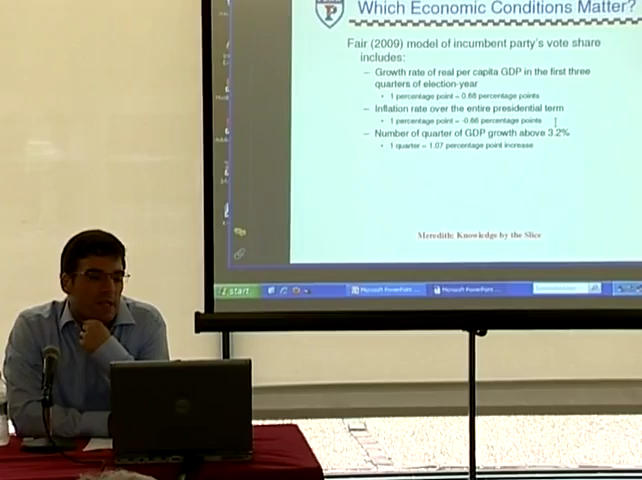 Which Economic Conditions Matter?
P
Fair (2009) model of incumbent party's vote share
includes:
– Growth rate of real per capita GDP in the first three
quarters of election-year
• 1 percentage point = 0.68 percentage points
– Inflation rate over the entire presidential term
• 1 percentage point = -0.66 percentage points
– Number of quarter of GDP growth above 3.2%
• 1 quarter = 1.07 percentage point increase
Meredith: Knowledge by the Slice
start
Microsoft PowerPoint ...
Microsoft PowerPoint ...